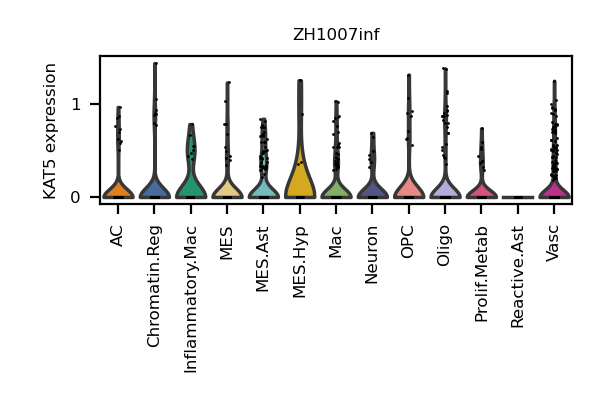 ZH1007inf
KAT5 expression
1
0
AC
Chromatin.Reg
Inflammatory.Mac
MES
MES.Ast
MES.Hyp
Mac
Neuron
OPC
Oligo
Prolif.Metab
Reactive.Ast
Vasc